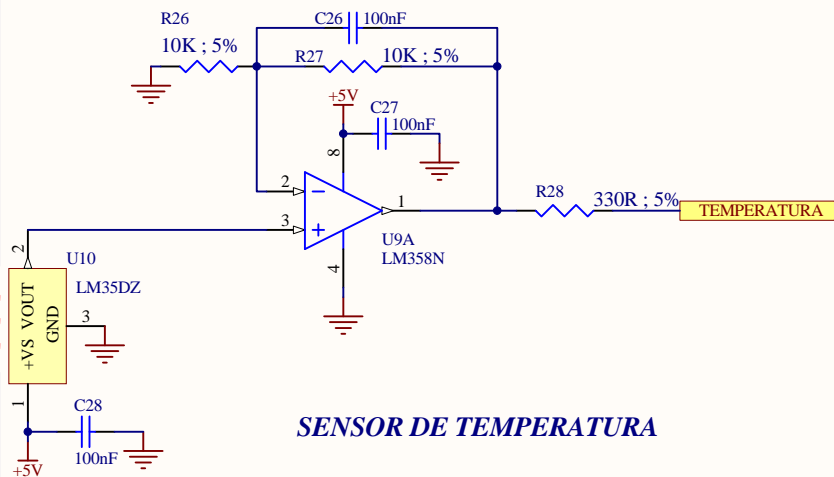 R26
10K ; 5%
C26
100nF
R27
10K ; 5%
+5V
C27
100nF
8
2
3
1
4
R28
330R ; 5%
TEMPERATURA
U9A
LM358N
2
U10
LM35DZ
+VS VOUT
GND
3
1
C28
100nF
+5V
SENSOR DE TEMPERATURA